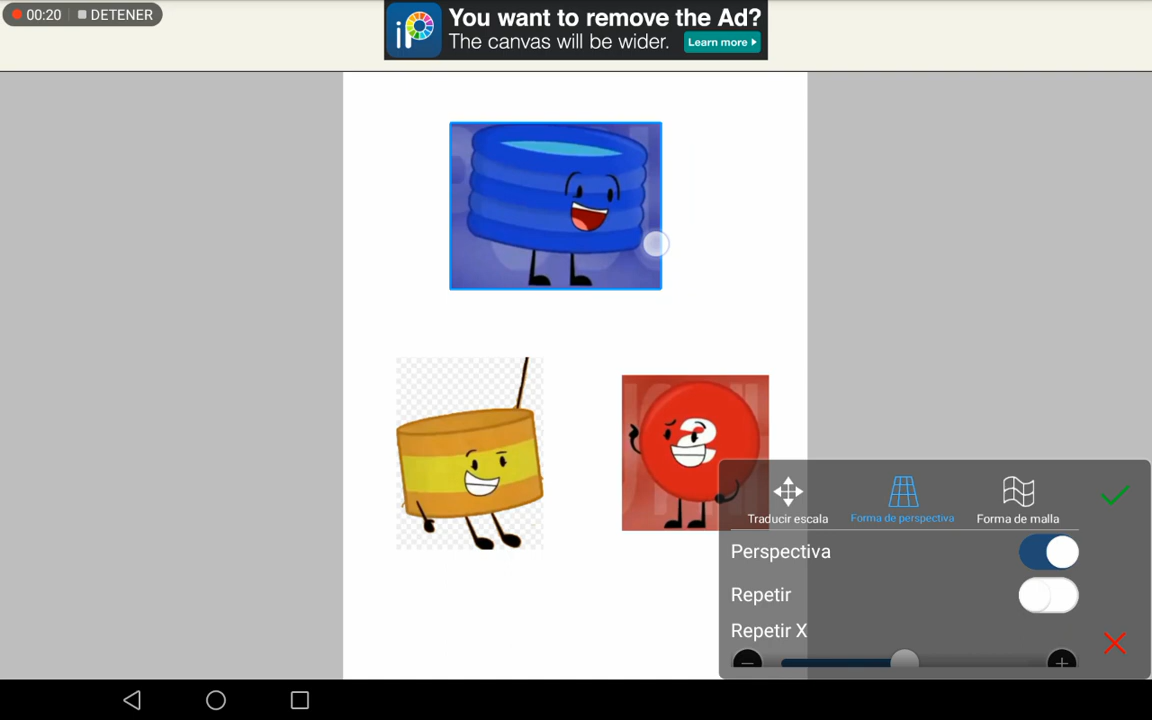 00:20 DETENER
iP
You want to remove the Ad?
The canvas will be wider.
Learn more
Traducir escala
Forma de perspectiva
Forma de malla
Perspectiva
Repetir
Repetir X